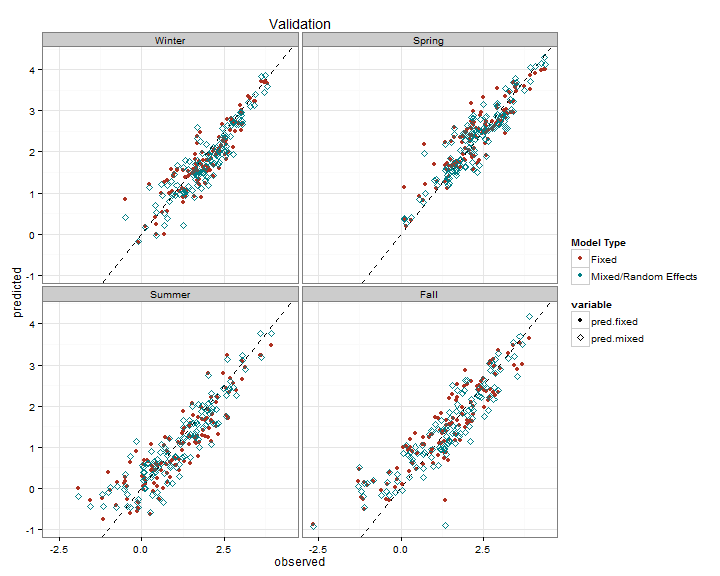 Validation
Winter
Spring
4
3
2
1
0
-1
Summer
Fall
4
3
2
1
0
-1
-2.5
0.0
2.5
-2.5
0.0
2.5
observed
predicted
Model Type
Fixed
Mixed/Random Effects
variable
pred.fixed
pred.mixed